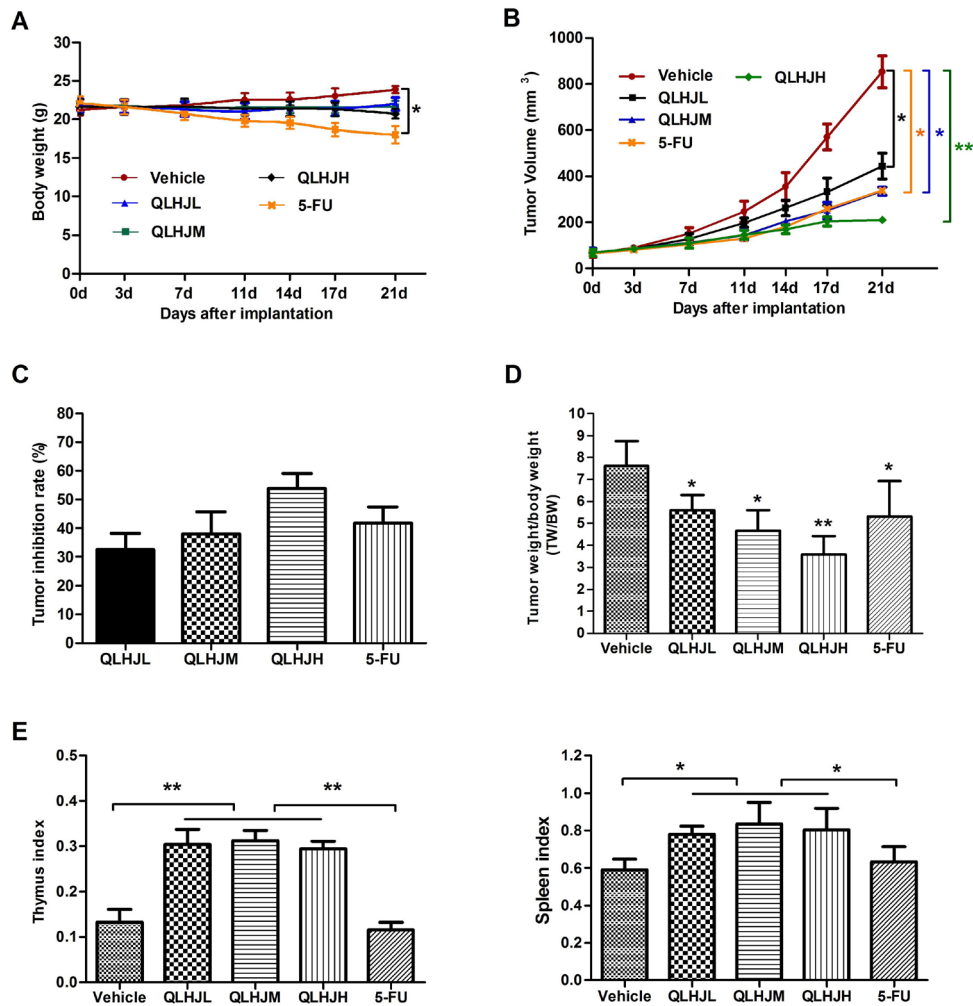 A
Body weight (g)
30
25
20
15
10
5
0
*
Vehicle
QLHJL
QLHJM
QLHJH
5-FU
0d 3d 7d 11d 14d 17d 21d
Days after implantation
B
Tumor Volume (mm ³)
1000
800
600
400
200
0
Vehicle
QLHJL
QLHJM
5-FU
QLHJH
* * * **
0d 3d 7d 11d 14d 17d 21d
Days after implantation
C
Tumor inhibition rate (%)
80
70
60
50
40
30
20
10
0
QLHJL QLHJM QLHJH 5-FU
D
Tumor weight/body weight
(TW/BW)
10
9
8
7
6
5
4
3
2
1
0
* * ** *
Vehicle QLHJL QLHJM QLHJH 5-FU
E
Thymus index
0.5
0.4
0.3
0.2
0.1
0.0
** **
Vehicle QLHJL QLHJM QLHJH 5-FU
Spleen index
1.2
1.0
0.8
0.6
0.4
0.2
0.0
* *
Vehicle QLHJL QLHJM QLHJH 5-FU